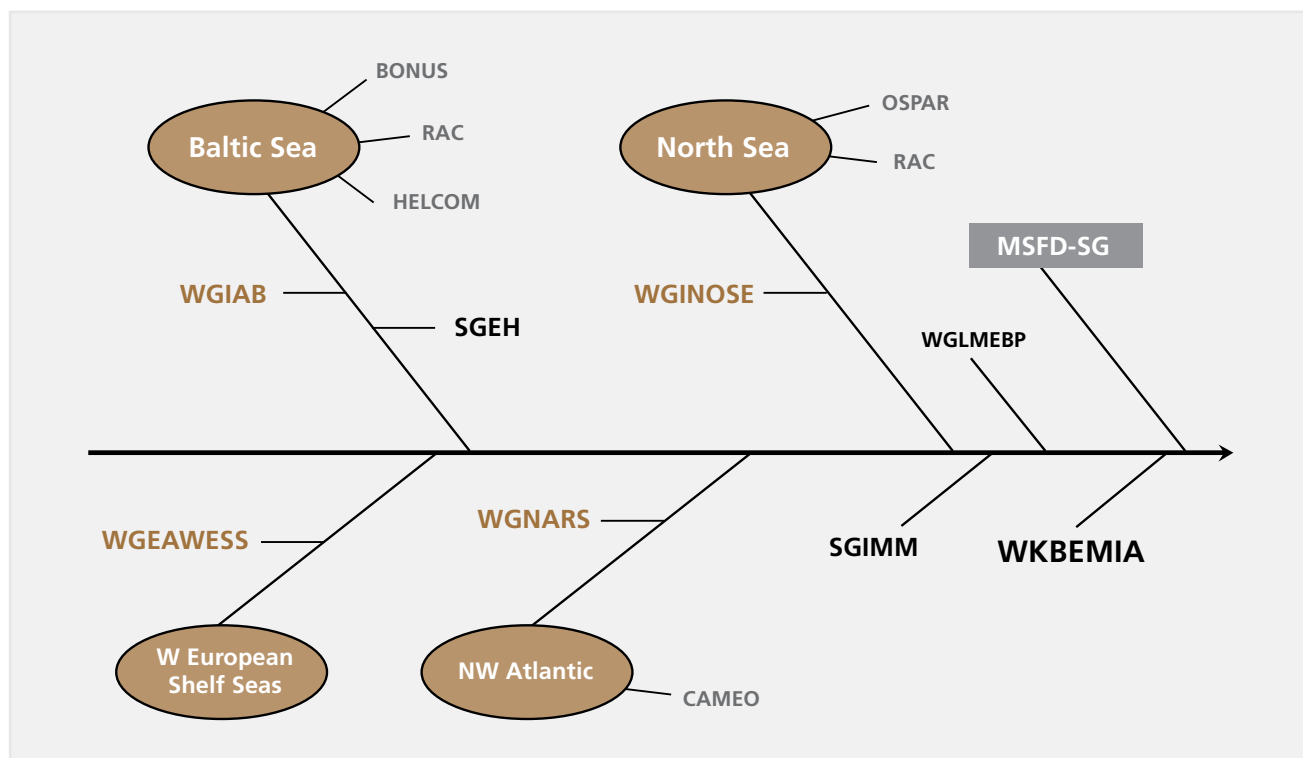 BONUS
Baltic Sea
RAC
HELCOM
OSPAR
North Sea
RAC
MSFD-SG
WGIAB
SGEH
WGINOSE
WGLMEBP
WGEAWESS
WGNARS
SGIMM
WKBEMIA
W European
Shelf Seas
NW Atlantic
CAMEO